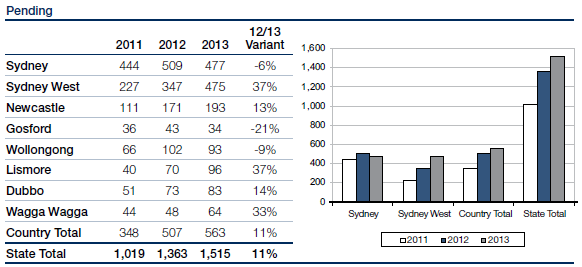 Pending
2011 2012 2013 12/13 Variant
Sydney 444 509 477 -6%
Sydney West 227 347 475 37%
Newcastle 111 171 193 13%
Gosford 36 43 34 -21%
Wollongong 66 102 93 -9%
Lismore 40 70 96 37%
Dubbo 51 73 83 14%
Wagga Wagga 44 48 64 33%
Country Total 348 507 563 11%
State Total 1,019 1,363 1,515 11%
1,600
1,400
1,200
1,000
800
600
400
200
0
Sydney Sydney West Country Total State Total
2011 2012 2013